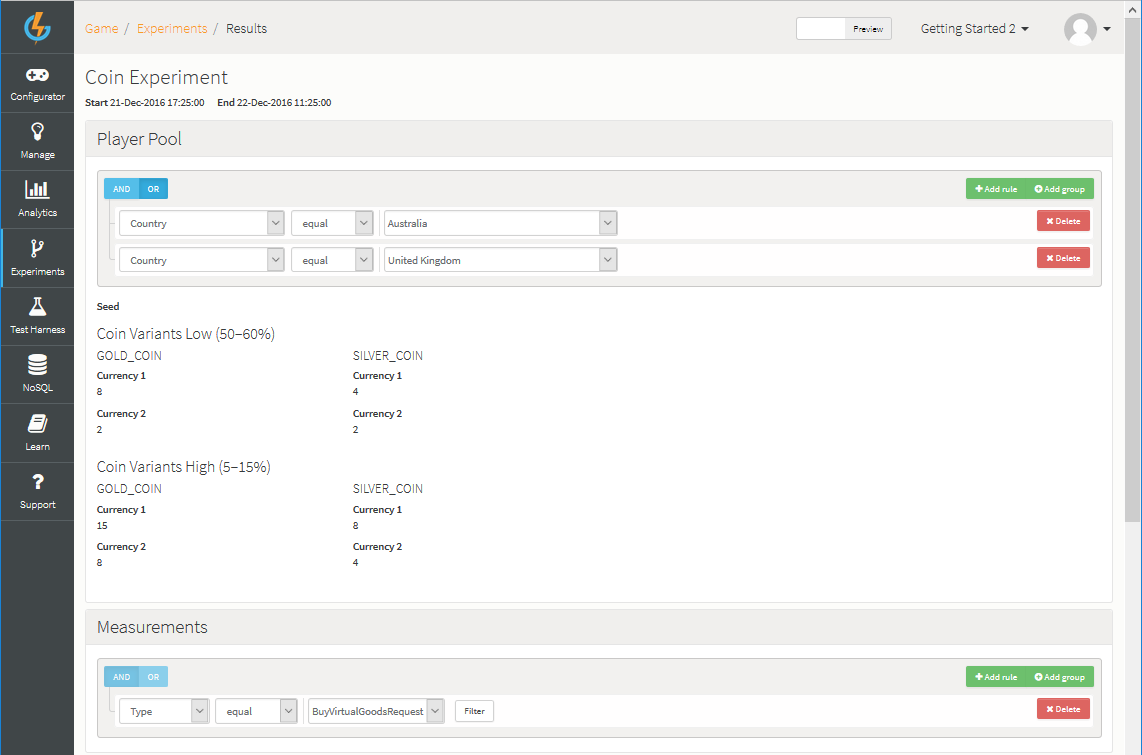 Game / Experiments / Results
Preview
Getting Started 2
Configurator
Manage
Analytics
Experiments
Test Harness
NoSQL
Learn
Support
Coin Experiment
Start 21-Dec-2016 17:25:00 End 22-Dec-2016 11:25:00
Player Pool
AND OR
Add rule Add group
Country equal Australia Delete
Country equal United Kingdom Delete
Seed
Coin Variants Low (50–60%)
GOLD_COIN SILVER_COIN
Currency 1 Currency 1
8 4
Currency 2 Currency 2
2 2
Coin Variants High (5–15%)
GOLD_COIN SILVER_COIN
Currency 1 Currency 1
15 8
Currency 2 Currency 2
8 4
Measurements
AND OR
Add rule Add group
Type equal BuyVirtualGoodsRequest Filter Delete